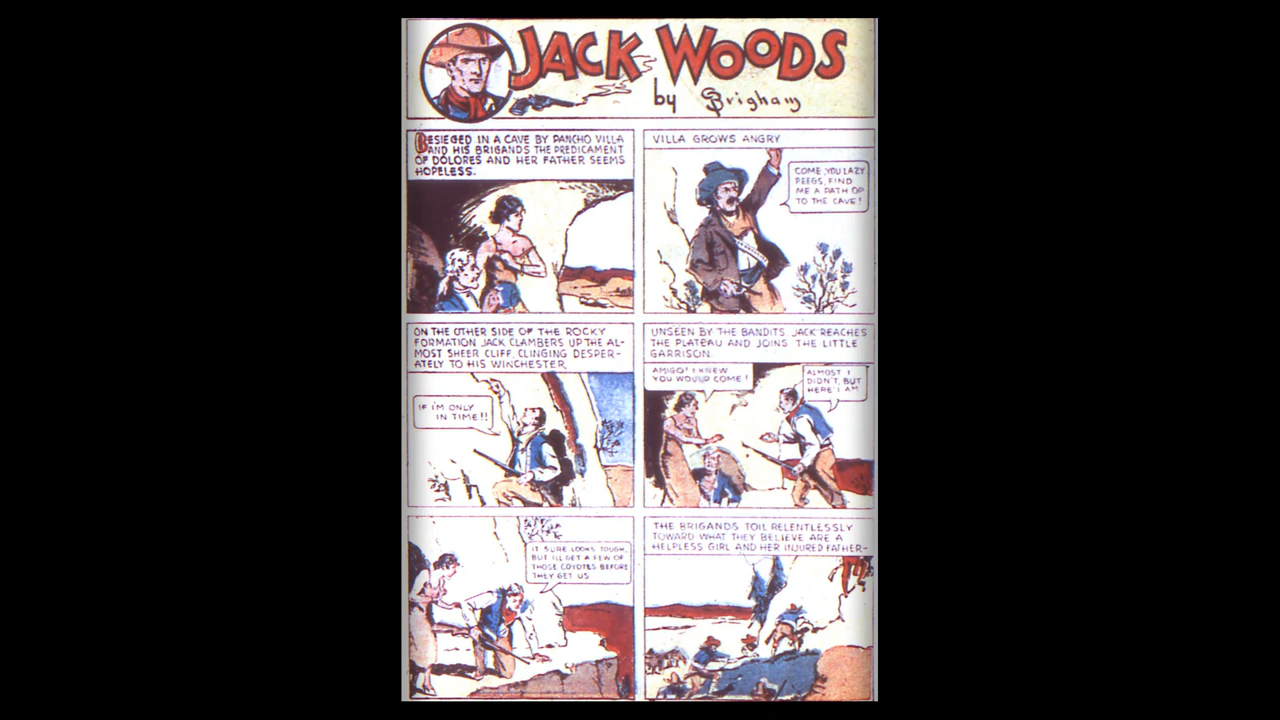 JACK WOODS
by Brigham
BESIEGED IN A CAVE BY PANCHO VILLA
AND HIS BRIGANDS THE PREDICAMENT
OF DOLORES AND HER FATHER SEEMS
HOPELESS.
VILLA GROWS ANGRY
COME, YOU LAZY
PEEGS, FIND
ME A PATH OP
TO THE CAVE!
ON THE OTHER SIDE OF THE ROCKY
FORMATION JACK CLAMBERS UP THE AL-
MOST SHEER CLIFF, CLINGING DESPER-
ATELY TO HIS WINCHESTER.
IF I'M ONLY
IN TIME!!
UNSEEN BY THE BANDITS, JACK REACHES
THE PLATEAU AND JOINS THE LITTLE
GARRISON.
AMIGO! I KNEW
YOU WOULD COME!
ALMOST I
DIDN'T, BUT
HERE I AM
IT SURE LOOKS TOUGH,
BUT I'LL GET A FEW OF
THOSE COYOTES BEFORE
THEY GET US
THE BRIGANDS TOIL RELENTLESSLY
TOWARD WHAT THEY BELIEVE ARE A
HELPLESS GIRL AND HER INJURED FATHER-